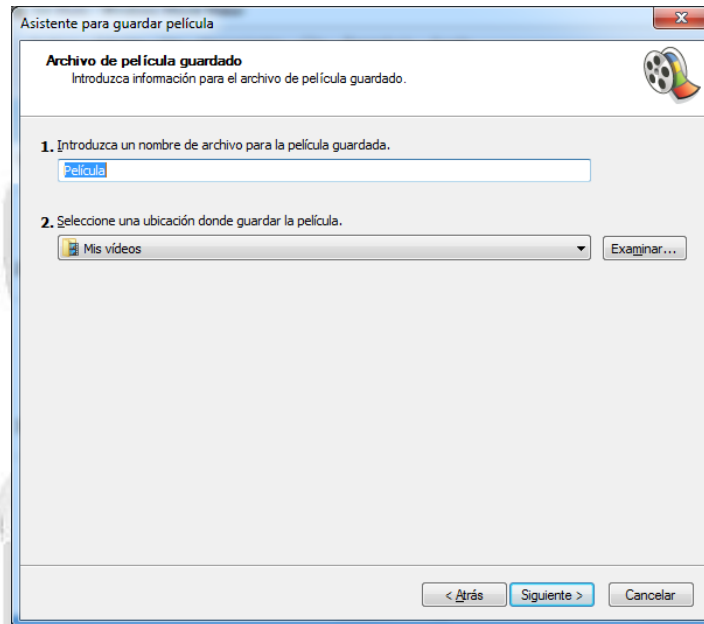 Asistente para guardar película
Archivo de película guardado
Introduzca información para el archivo de película guardado.
1. Introduzca un nombre de archivo para la película guardada.
Película
2. Seleccione una ubicación donde guardar la película.
Mis vídeos
Examinar...
< Atrás
Siguiente >
Cancelar